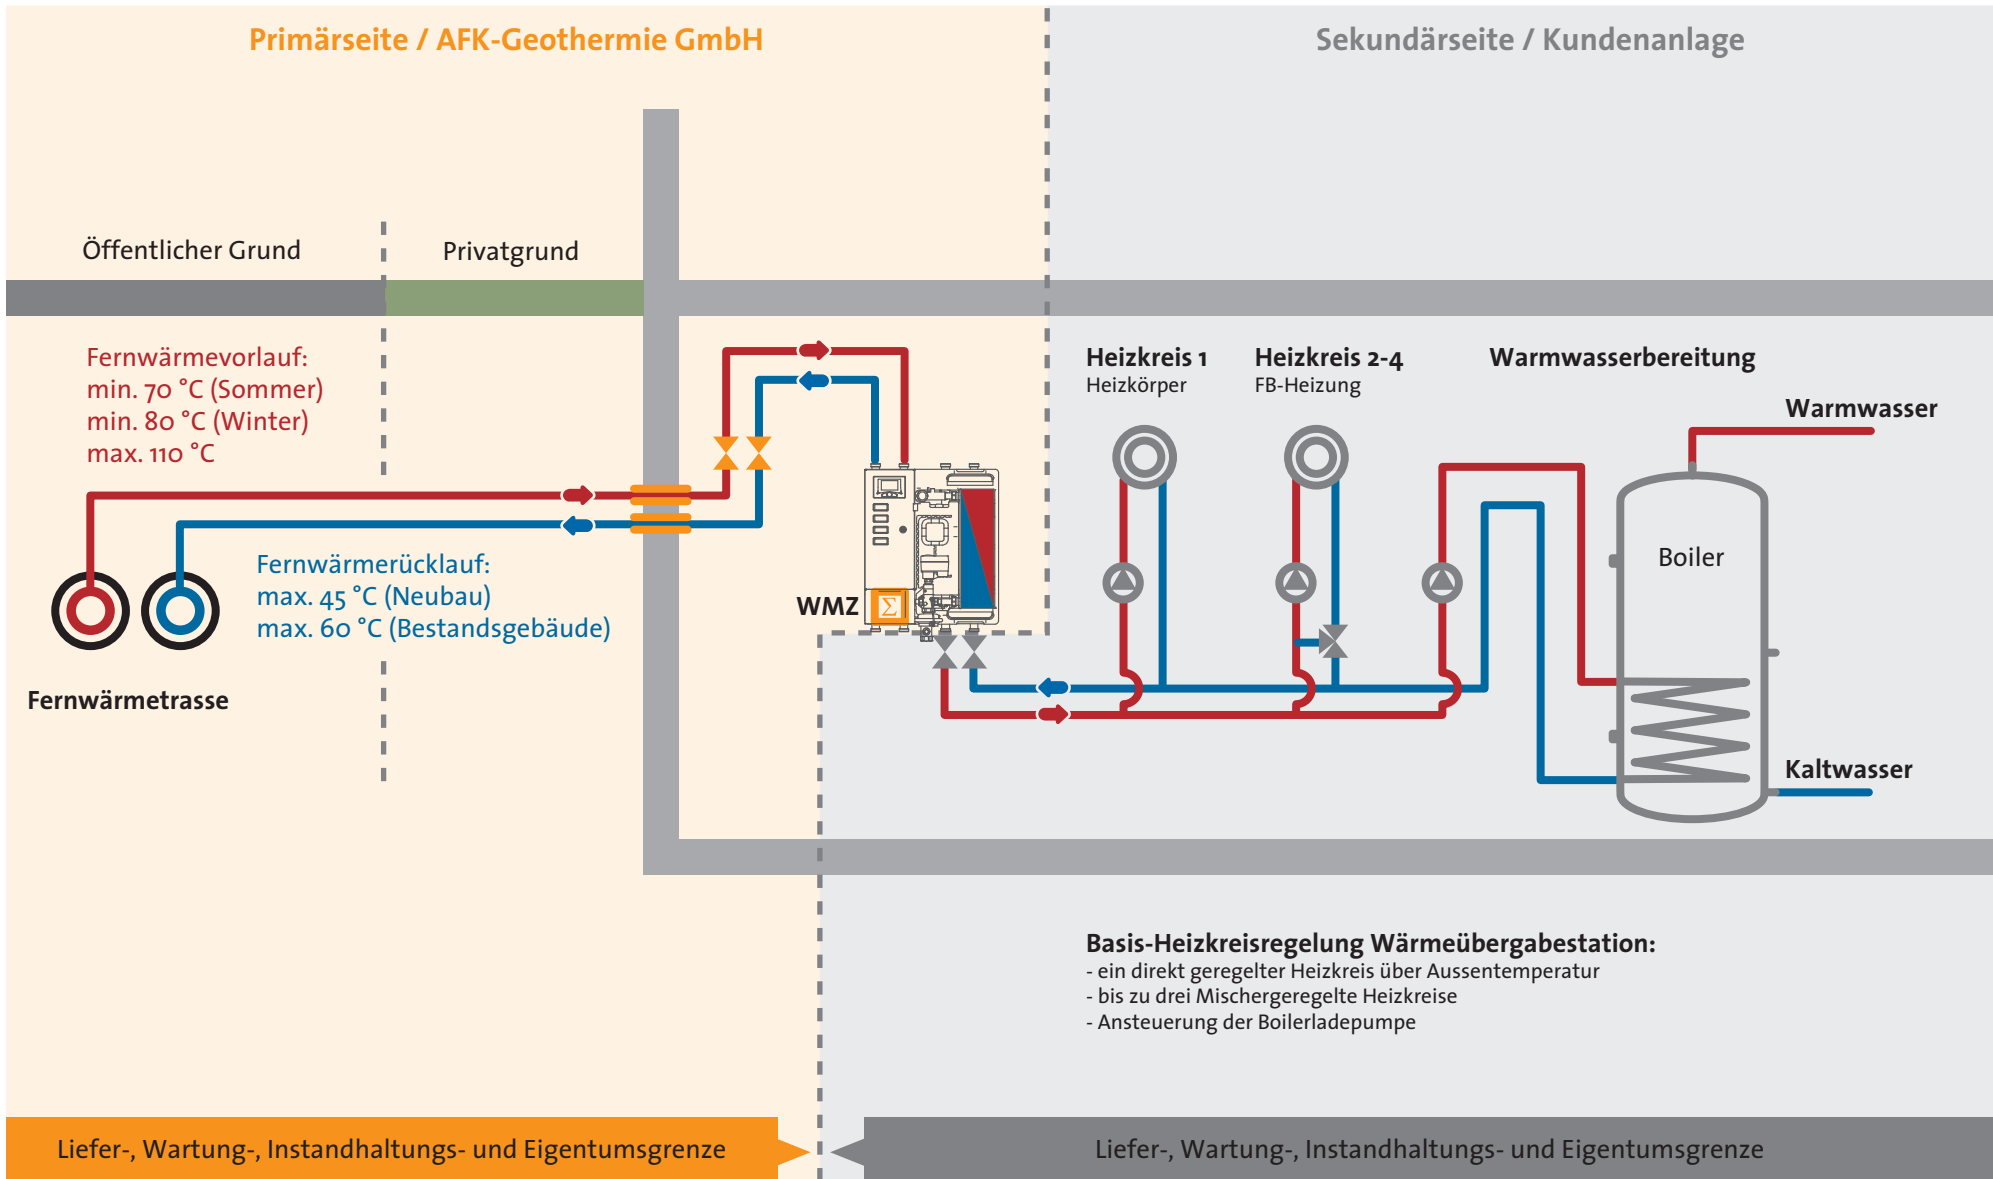 Primärseite / AFK-Geothermie GmbH
Sekundärseite / Kundenanlage
Öffentlicher Grund
Privatgrund
Fernwärmevorlauf:
min. 70 °C (Sommer)
min. 80 °C (Winter)
max. 110 °C
Fernwärmerücklauf:
max. 45 °C (Neubau)
max. 60 °C (Bestandsgebäude)
Fernwärmetrasse
WMZ
Σ
Heizkreis 1
Heizkörper
Heizkreis 2-4
FB-Heizung
Warmwasserbereitung
Warmwasser
Boiler
Kaltwasser
Basis-Heizkreisregelung Wärmeübergabestation:
- ein direkt geregelter Heizkreis über Aussentemperatur
- bis zu drei Mischergeregelte Heizkreise
- Ansteuerung der Boilerladepumpe
Liefer-, Wartung-, Instandhaltungs- und Eigentumsgrenze
Liefer-, Wartung-, Instandhaltungs- und Eigentumsgrenze